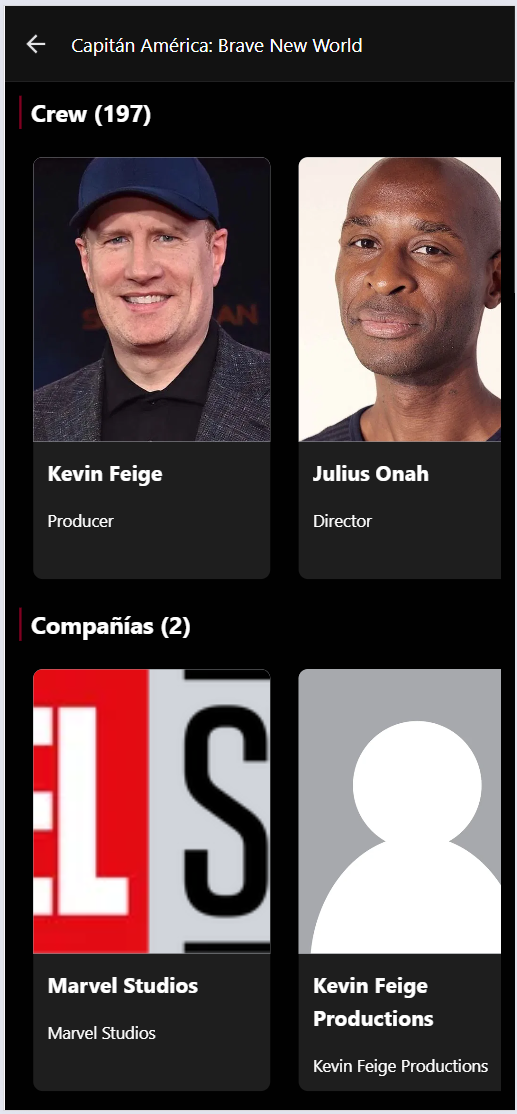 Capitán América: Brave New World
Crew (197)
Kevin Feige
Producer
Julius Onah
Director
Compañías (2)
EL S
Marvel Studios
Marvel Studios
Kevin Feige
Productions
Kevin Feige Productions